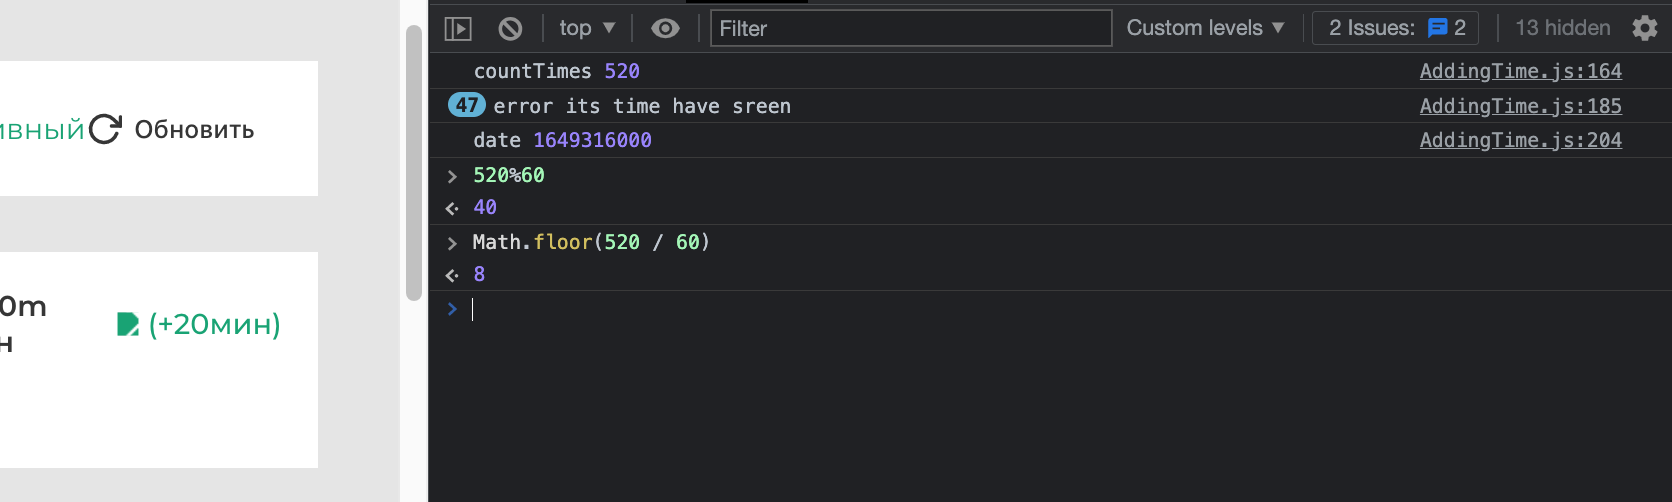 top ▼ Filter Custom levels ▼ 2 Issues: 2 13 hidden
countTimes 520 AddingTime.js:164
47 error its time have sreen AddingTime.js:185
date 1649316000 AddingTime.js:204
> 520%60
40
> Math.floor(520 / 60)
8
>
ивный Обновить
0m
н
(+20мин)